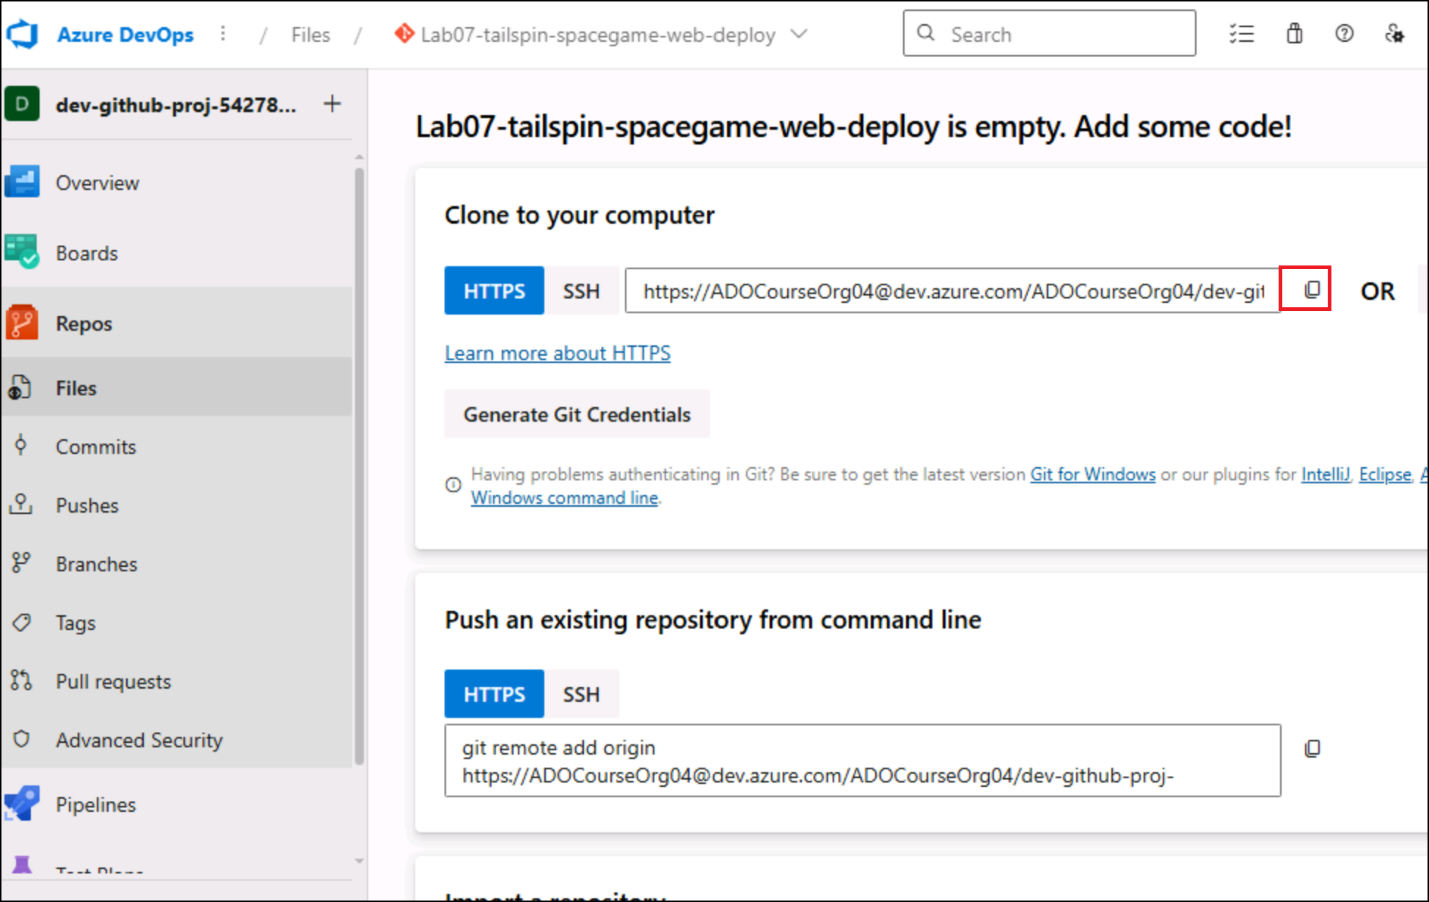 Azure DevOps / Files / Lab07-tailspin-spacegame-web-deploy Search
D dev-github-proj-54278... +
Overview
Boards
Repos
Files
Commits
Pushes
Branches
Tags
Pull requests
Advanced Security
Pipelines
Test Plans
Lab07-tailspin-spacegame-web-deploy is empty. Add some code!
Clone to your computer
HTTPS SSH https://ADOCourseOrg04@dev.azure.com/ADOCourseOrg04/dev-git OR
Learn more about HTTPS
Generate Git Credentials
Having problems authenticating in Git? Be sure to get the latest version Git for Windows or our plugins for IntelliJ, Eclipse, A
Windows command line.
Push an existing repository from command line
HTTPS SSH
git remote add origin
https://ADOCourseOrg04@dev.azure.com/ADOCourseOrg04/dev-github-proj-
Import a repository